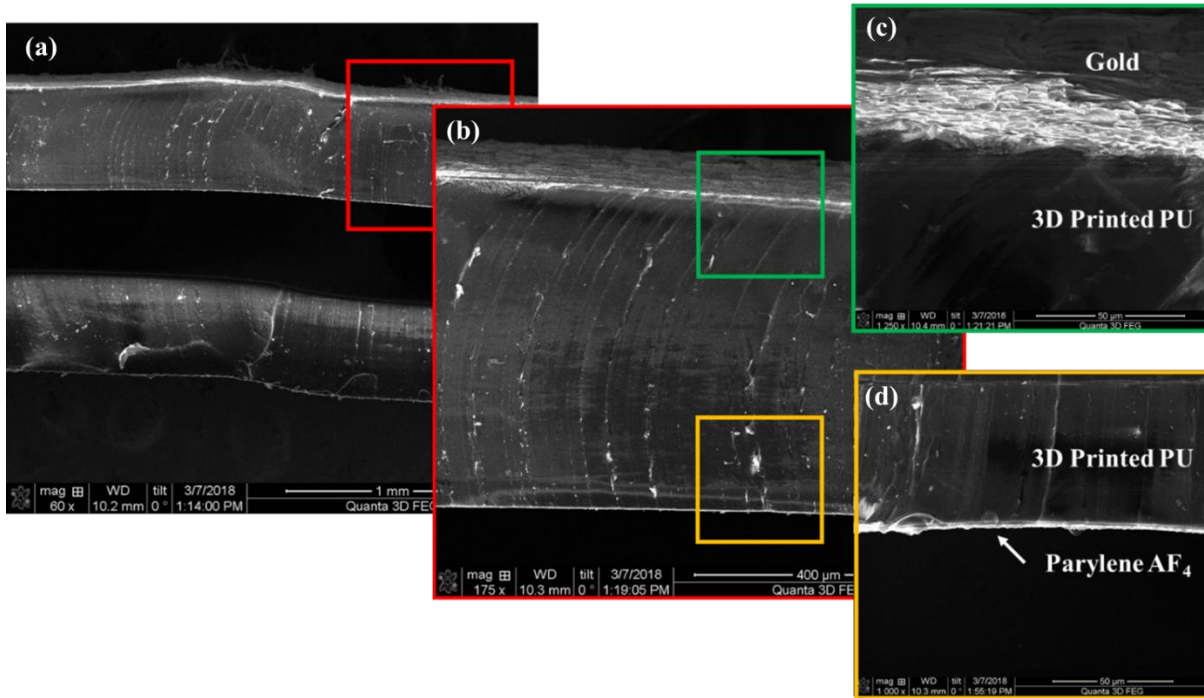 (a)
mag WD tilt 3/7/2018 1 mm
60 x 10.2 mm 0° 1:14:00 PM Quanta 3D FEG
(b)
mag WD tilt 3/7/2018 400 µm
175 x 10.3 mm 0° 1:19:05 PM Quanta 3D F
(c)
Gold
3D Printed PU
mag WD tilt 3/7/2018 50 µm
1 250 x 10.4 mm 0° 1:21:21 PM Quanta 3D FEG
(d)
3D Printed PU
Parylene AF₄
mag WD tilt 3/7/2018 50 µm
1 000 x 10.3 mm 0° 1:55:19 PM Quanta 3D FEG